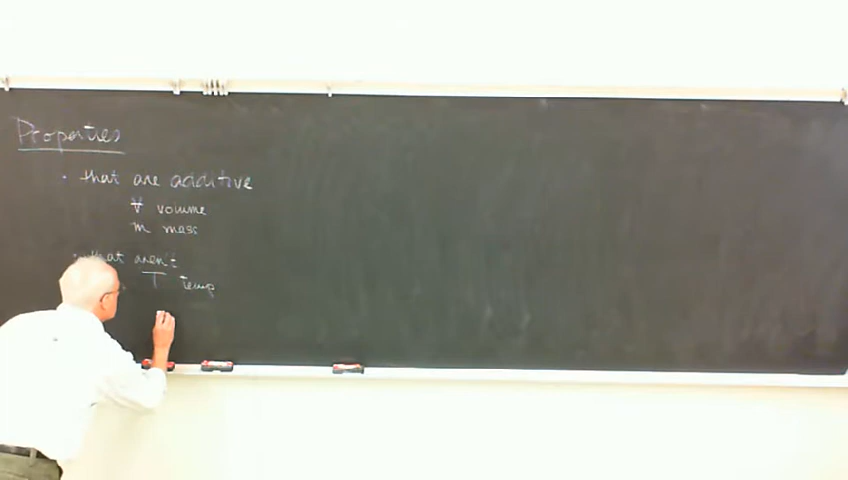 Properties
· that are additive
V volume
m mass
· that aren't
T temp